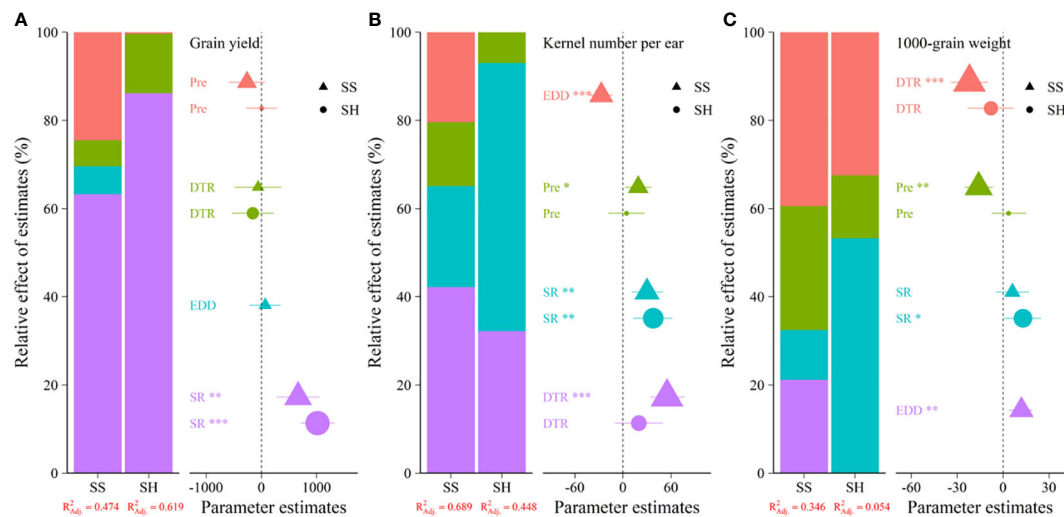 A
Relative effect of estimates (%)
100
80
60
40
20
0
SS
SH
R²Adj. = 0.474
R²Adj. = 0.619
Grain yield
SS
SH
Pre
Pre
DTR
DTR
EDD
SR **
SR ***
-1000
0
1000
Parameter estimates
B
Relative effect of estimates (%)
100
80
60
40
20
0
SS
SH
R²Adj. = 0.689
R²Adj. = 0.448
Kernel number per ear
SS
SH
EDD ***
Pre *
Pre
SR **
SR **
DTR ***
DTR
-60
0
60
Parameter estimates
C
Relative effect of estimates (%)
100
80
60
40
20
0
SS
SH
R²Adj. = 0.346
R²Adj. = 0.054
1000-grain weight
SS
SH
DTR ***
DTR
Pre **
Pre
SR
SR *
EDD **
-60
-30
0
30
Parameter estimates